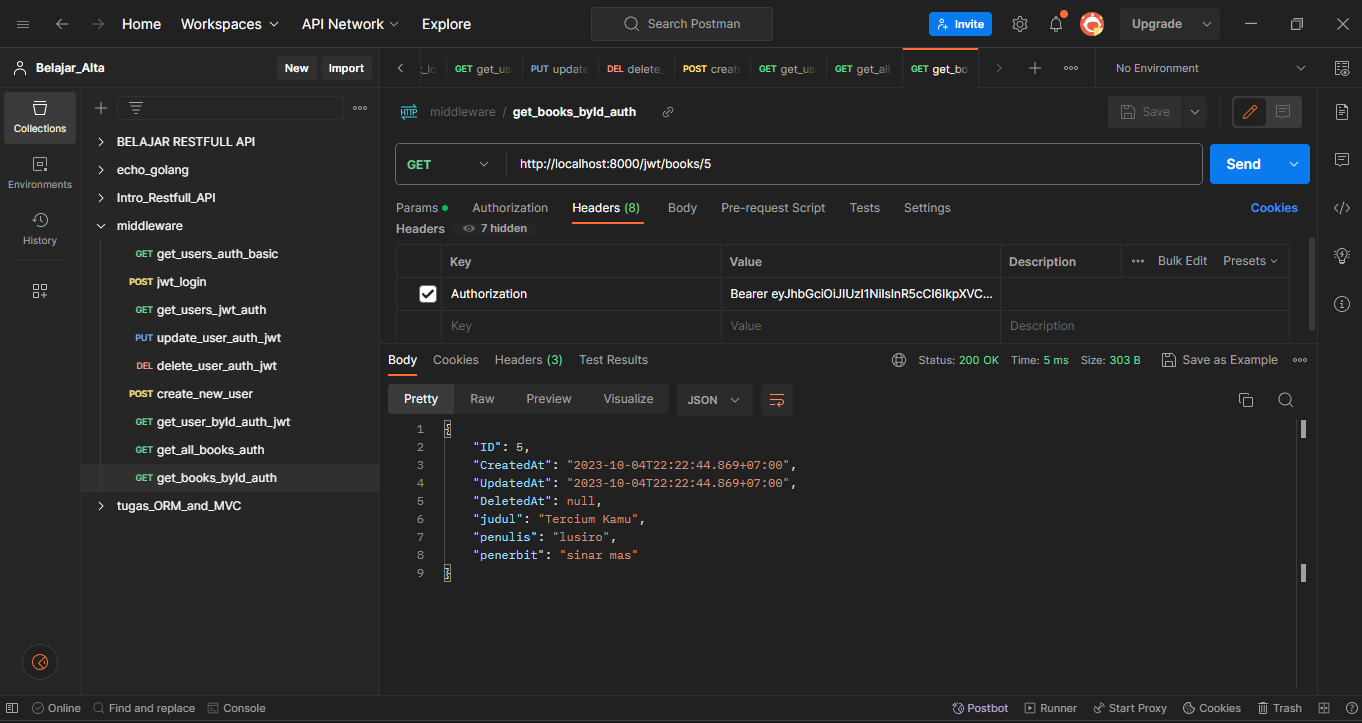 Home Workspaces API Network Explore Search Postman Invite Upgrade
Belajar_Alta New Import
GET get_us PUT update DEL delete_ POST create GET get_us GET get_all GET get_bo No Environment
Collections
Environments
History
BELAJAR RESTFULL API
echo_golang
Intro_Restfull_API
middleware
GET get_users_auth_basic
POST jwt_login
GET get_users_jwt_auth
PUT update_user_auth_jwt
DEL delete_user_auth_jwt
POST create_new_user
GET get_user_byId_auth_jwt
GET get_all_books_auth
GET get_books_byId_auth
tugas_ORM_and_MVC
HTTP middleware / get_books_byId_auth Save
GET http://localhost:8000/jwt/books/5 Send
Params Authorization Headers (8) Body Pre-request Script Tests Settings Cookies
Headers 7 hidden
Key Value Description Bulk Edit Presets
Authorization Bearer eyJhbGciOiJIUzI1NiIsInR5cCI6IkpXVC...
Key Value Description
Body Cookies Headers (3) Test Results Status: 200 OK Time: 5 ms Size: 303 B Save as Example
Pretty Raw Preview Visualize JSON
1 {
2 "ID": 5,
3 "CreatedAt": "2023-10-04T22:22:44.869+07:00",
4 "UpdatedAt": "2023-10-04T22:22:44.869+07:00",
5 "DeletedAt": null,
6 "judul": "Tercium Kamu",
7 "penulis": "lusiro",
8 "penerbit": "sinar mas"
9 }
Online Find and replace Console Postbot Runner Start Proxy Cookies Trash